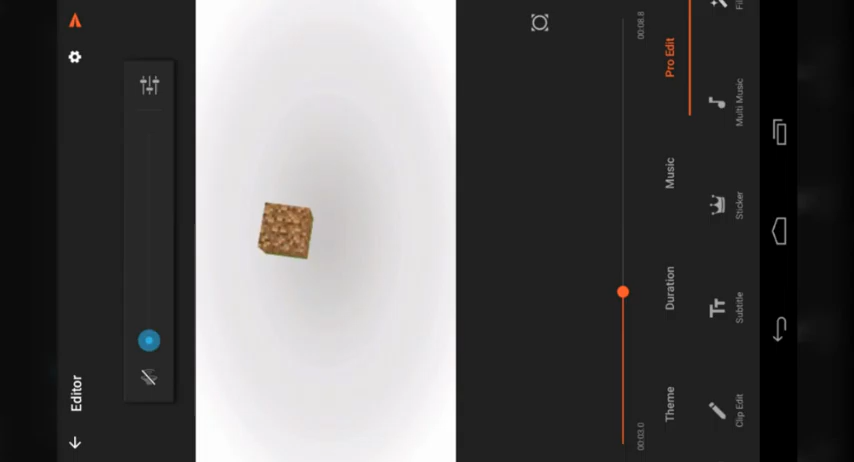 Editor
00:03.0
00:08.8
Theme
Duration
Music
Pro Edit
Clip Edit
Subtitle
Sticker
Multi Music